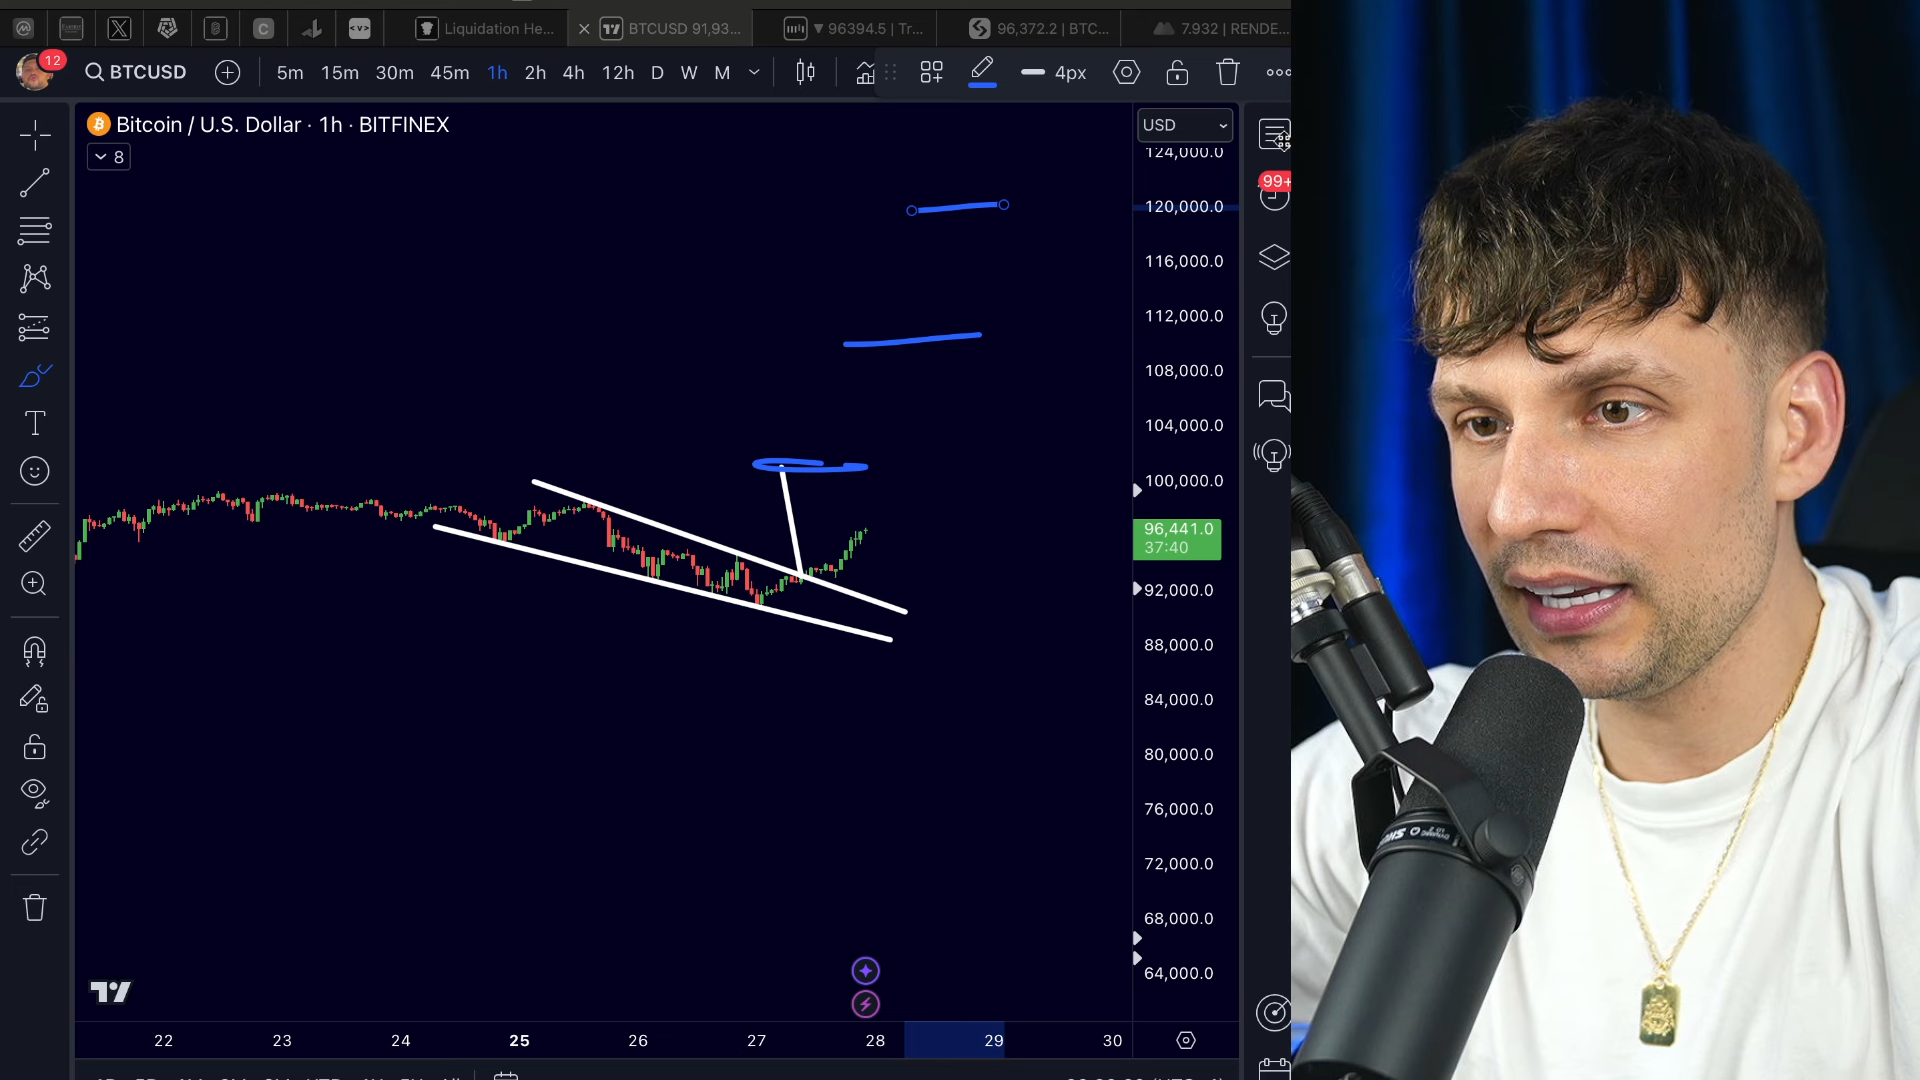 Liquidation He...
BTCUSD 91,93...
▼ 96394.5 | Tr...
96,372.2 | BTC...
7.932 | RENDE...
12
BTCUSD
5m 15m 30m 45m 1h 2h 4h 12h D W M
4px
Bitcoin / U.S. Dollar · 1h · BITFINEX
8
USD
124,000.0
120,000.0
116,000.0
112,000.0
108,000.0
104,000.0
100,000.0
96,441.0
37:40
92,000.0
88,000.0
84,000.0
80,000.0
76,000.0
72,000.0
68,000.0
64,000.0
99+
22 23 24 25 26 27 28 29 30